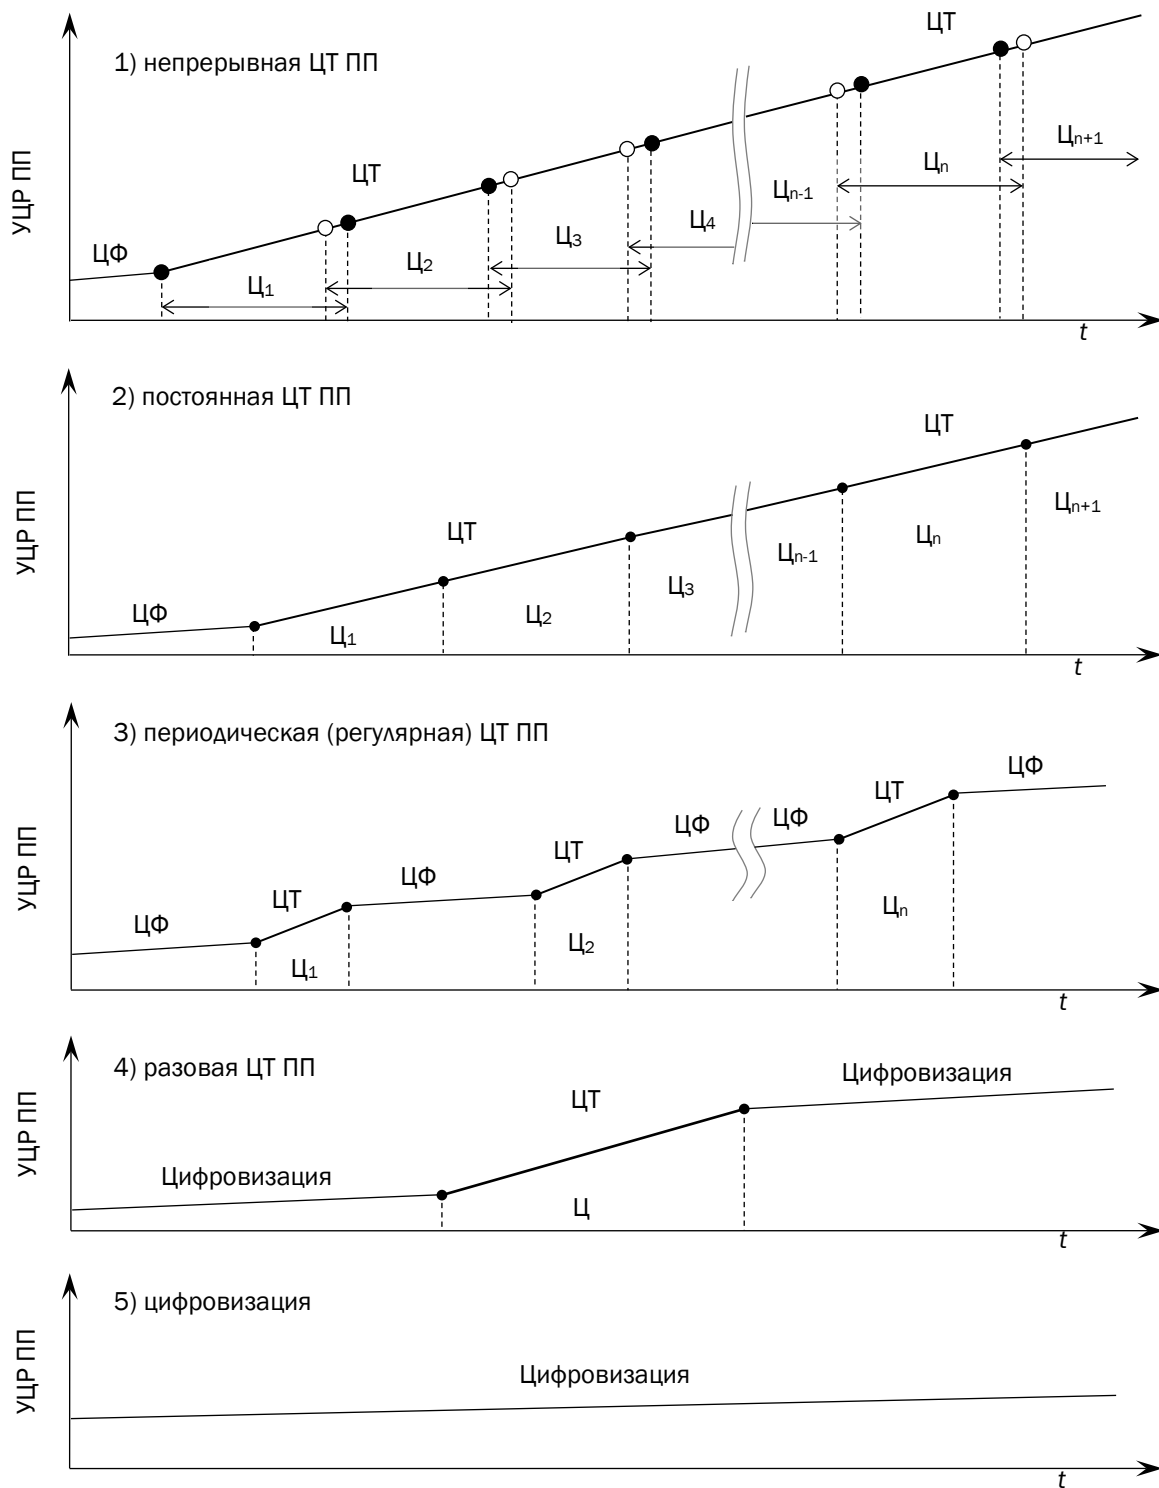 1) непрерывная ЦТ ПП
УЦР ПП
ЦФ
ЦТ
ЦТ
Ц1
Ц2
Ц3
Ц4
Цn-1
Цn
Цn+1
t
2) постоянная ЦТ ПП
УЦР ПП
ЦФ
ЦТ
ЦТ
Ц1
Ц2
Ц3
Цn-1
Цn
Цn+1
t
3) периодическая (регулярная) ЦТ ПП
УЦР ПП
ЦФ
ЦТ
ЦФ
ЦТ
ЦФ
ЦФ
ЦТ
ЦФ
Ц1
Ц2
Цn
t
4) разовая ЦТ ПП
УЦР ПП
Цифровизация
ЦТ
Цифровизация
Ц
t
5) цифровизация
УЦР ПП
Цифровизация
t